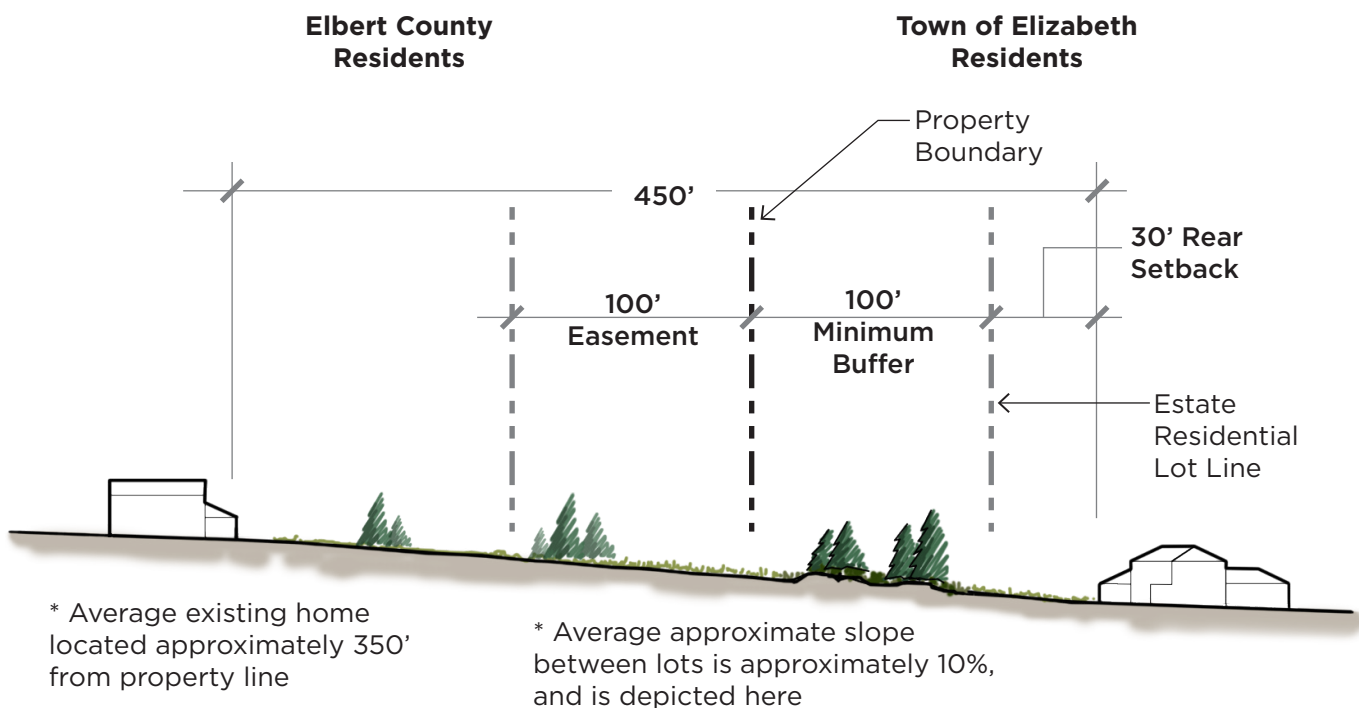 Elbert County
Residents
Town of Elizabeth
Residents
Property
Boundary
450’
30’ Rear
Setback
100’
Easement
100’
Minimum
Buffer
Estate
Residential
Lot Line
* Average existing home
located approximately 350’
from property line
* Average approximate slope
between lots is approximately 10%,
and is depicted here